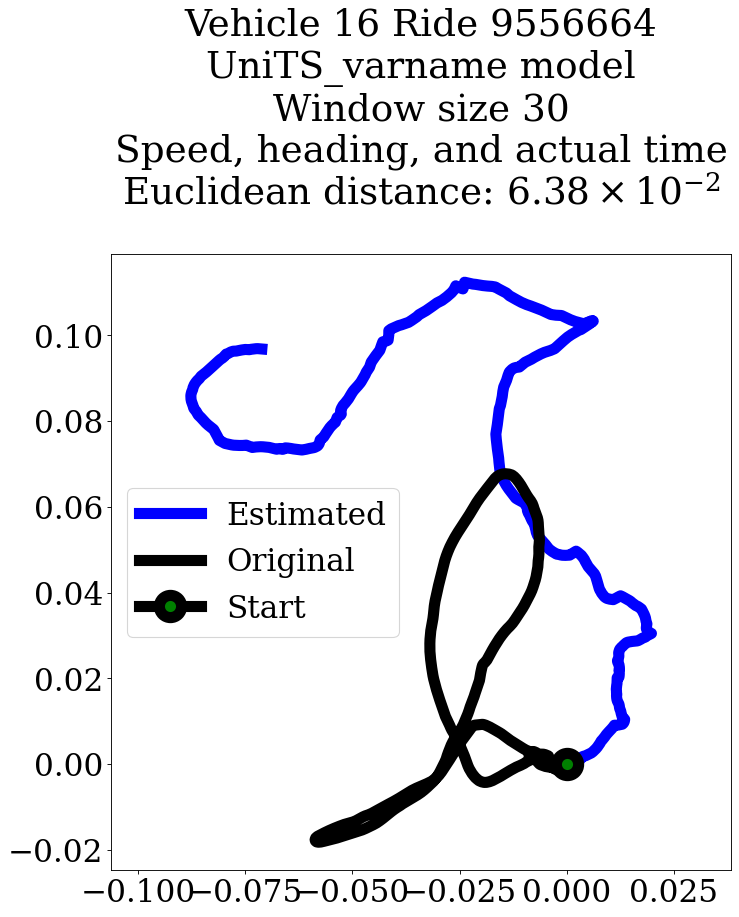 Vehicle 16 Ride 9556664
UniTS_varname model
Window size 30
Speed, heading, and actual time
Euclidean distance: 6.38 × 10⁻²
0.10
0.08
0.06
0.04
0.02
0.00
−0.02
Estimated
Original
Start
−0.100 −0.075 −0.050 −0.025 0.000 0.025